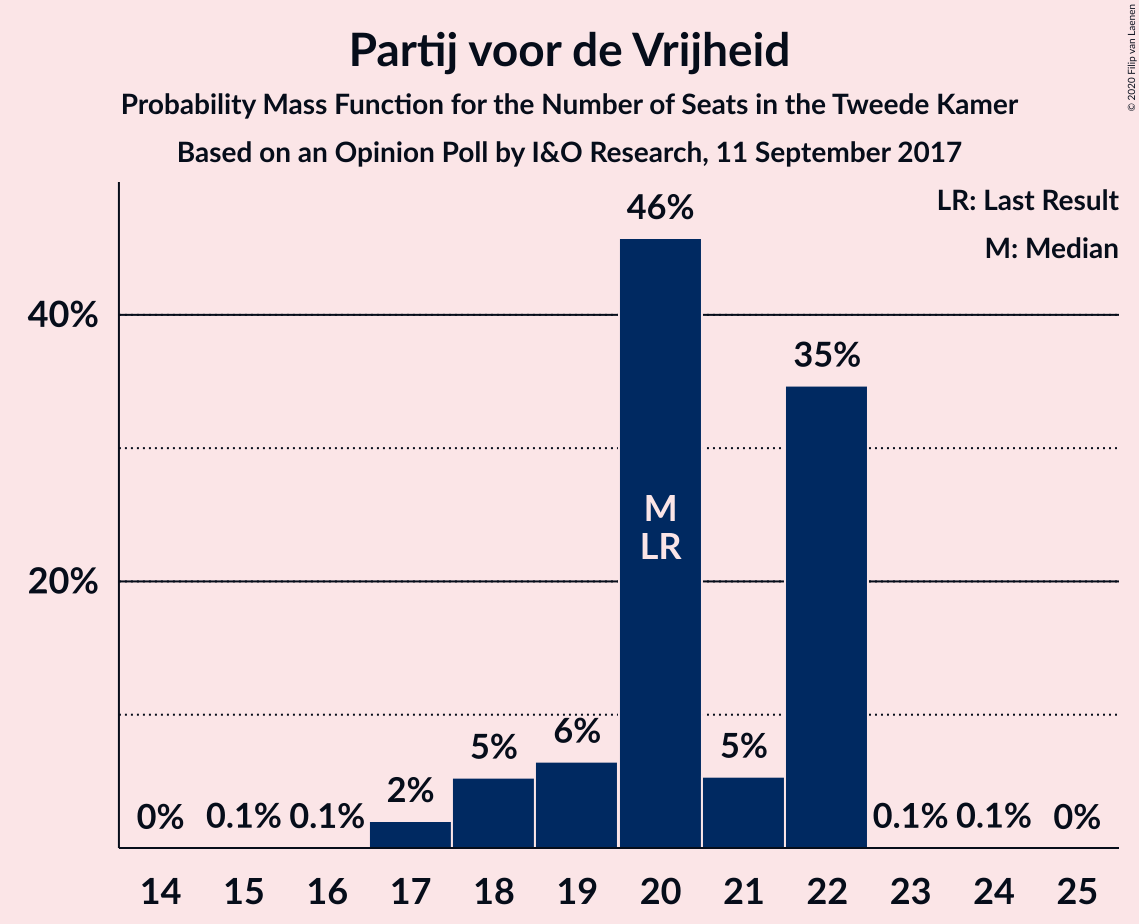 Partij voor de Vrijheid
Probability Mass Function for the Number of Seats in the Tweede Kamer
Based on an Opinion Poll by I&O Research, 11 September 2017
© 2020 Filip van Laenen
LR: Last Result
M: Median
40%
20%
0%
0.1%
0.1%
2%
5%
6%
46%
M
LR
5%
35%
0.1%
0.1%
0%
14 15 16 17 18 19 20 21 22 23 24 25